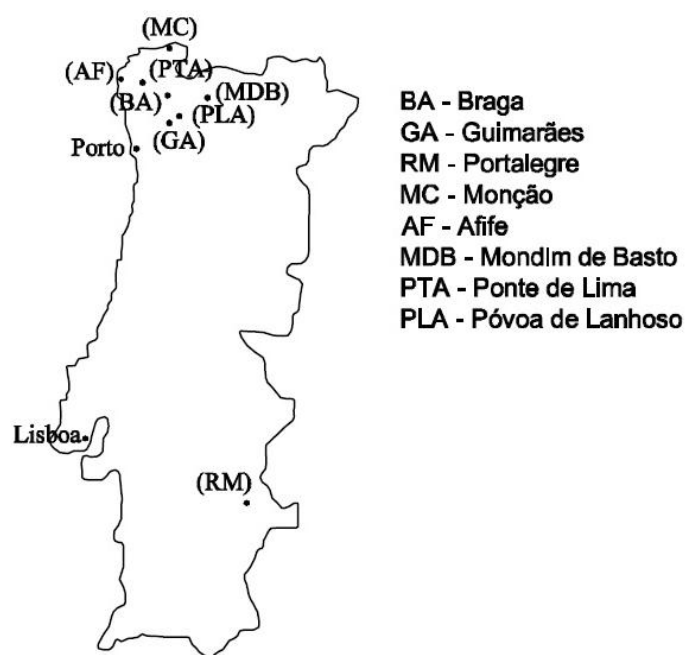 (MC)
(AF)
(PTA)
(BA)
(MDB)
(PLA)
(GA)
Porto
Lisboa
(RM)
BA - Braga
GA - Guimarães
RM - Portalegre
MC - Monção
AF - Afife
MDB - Mondim de Basto
PTA - Ponte de Lima
PLA - Póvoa de Lanhoso